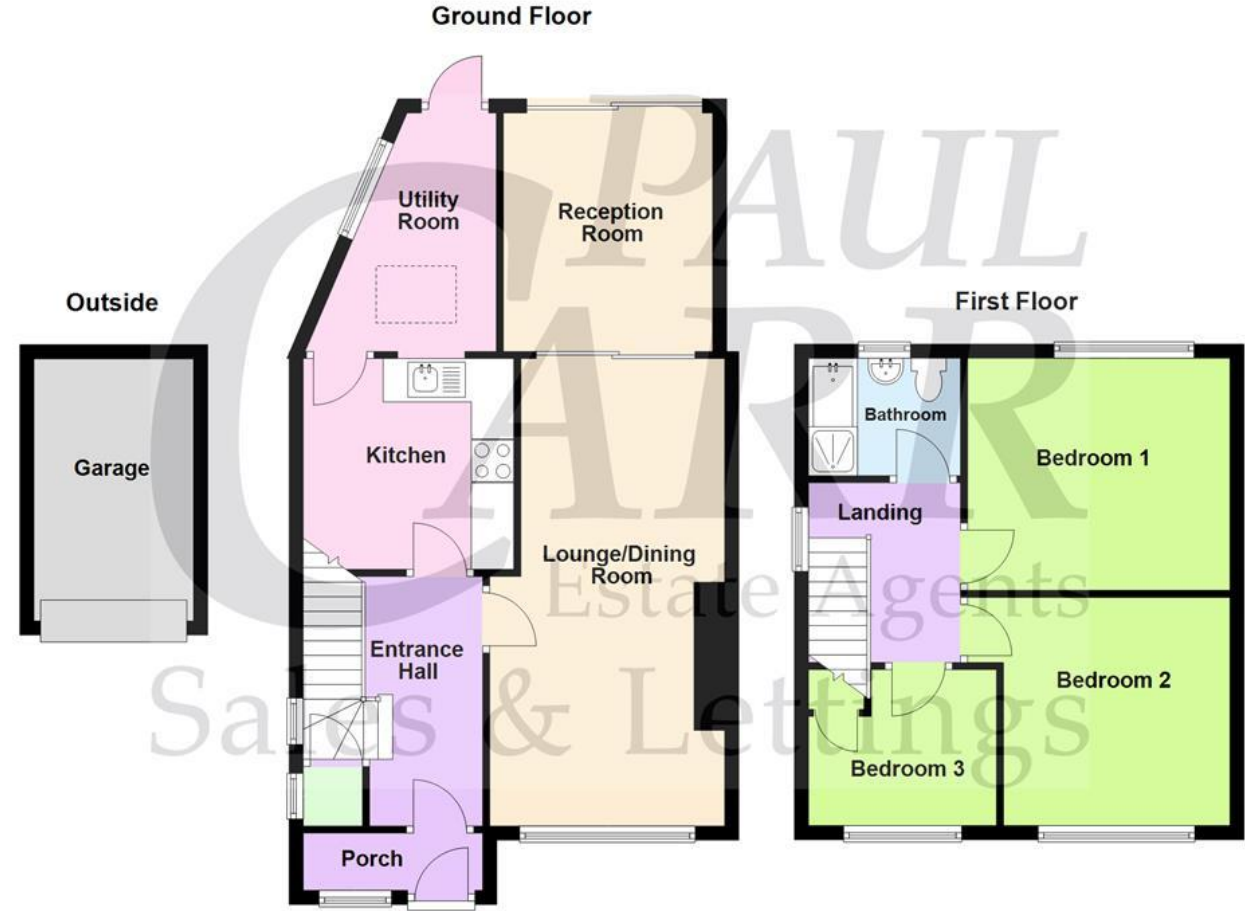 Ground Floor
Utility
Room
Reception
Room
Kitchen
Lounge/Dining
Room
Entrance
Hall
Porch
Outside
Garage
First Floor
Bathroom
Bedroom 1
Landing
Bedroom 2
Bedroom 3
PAUL
CARR
Estate Agents
Sales & Lettings